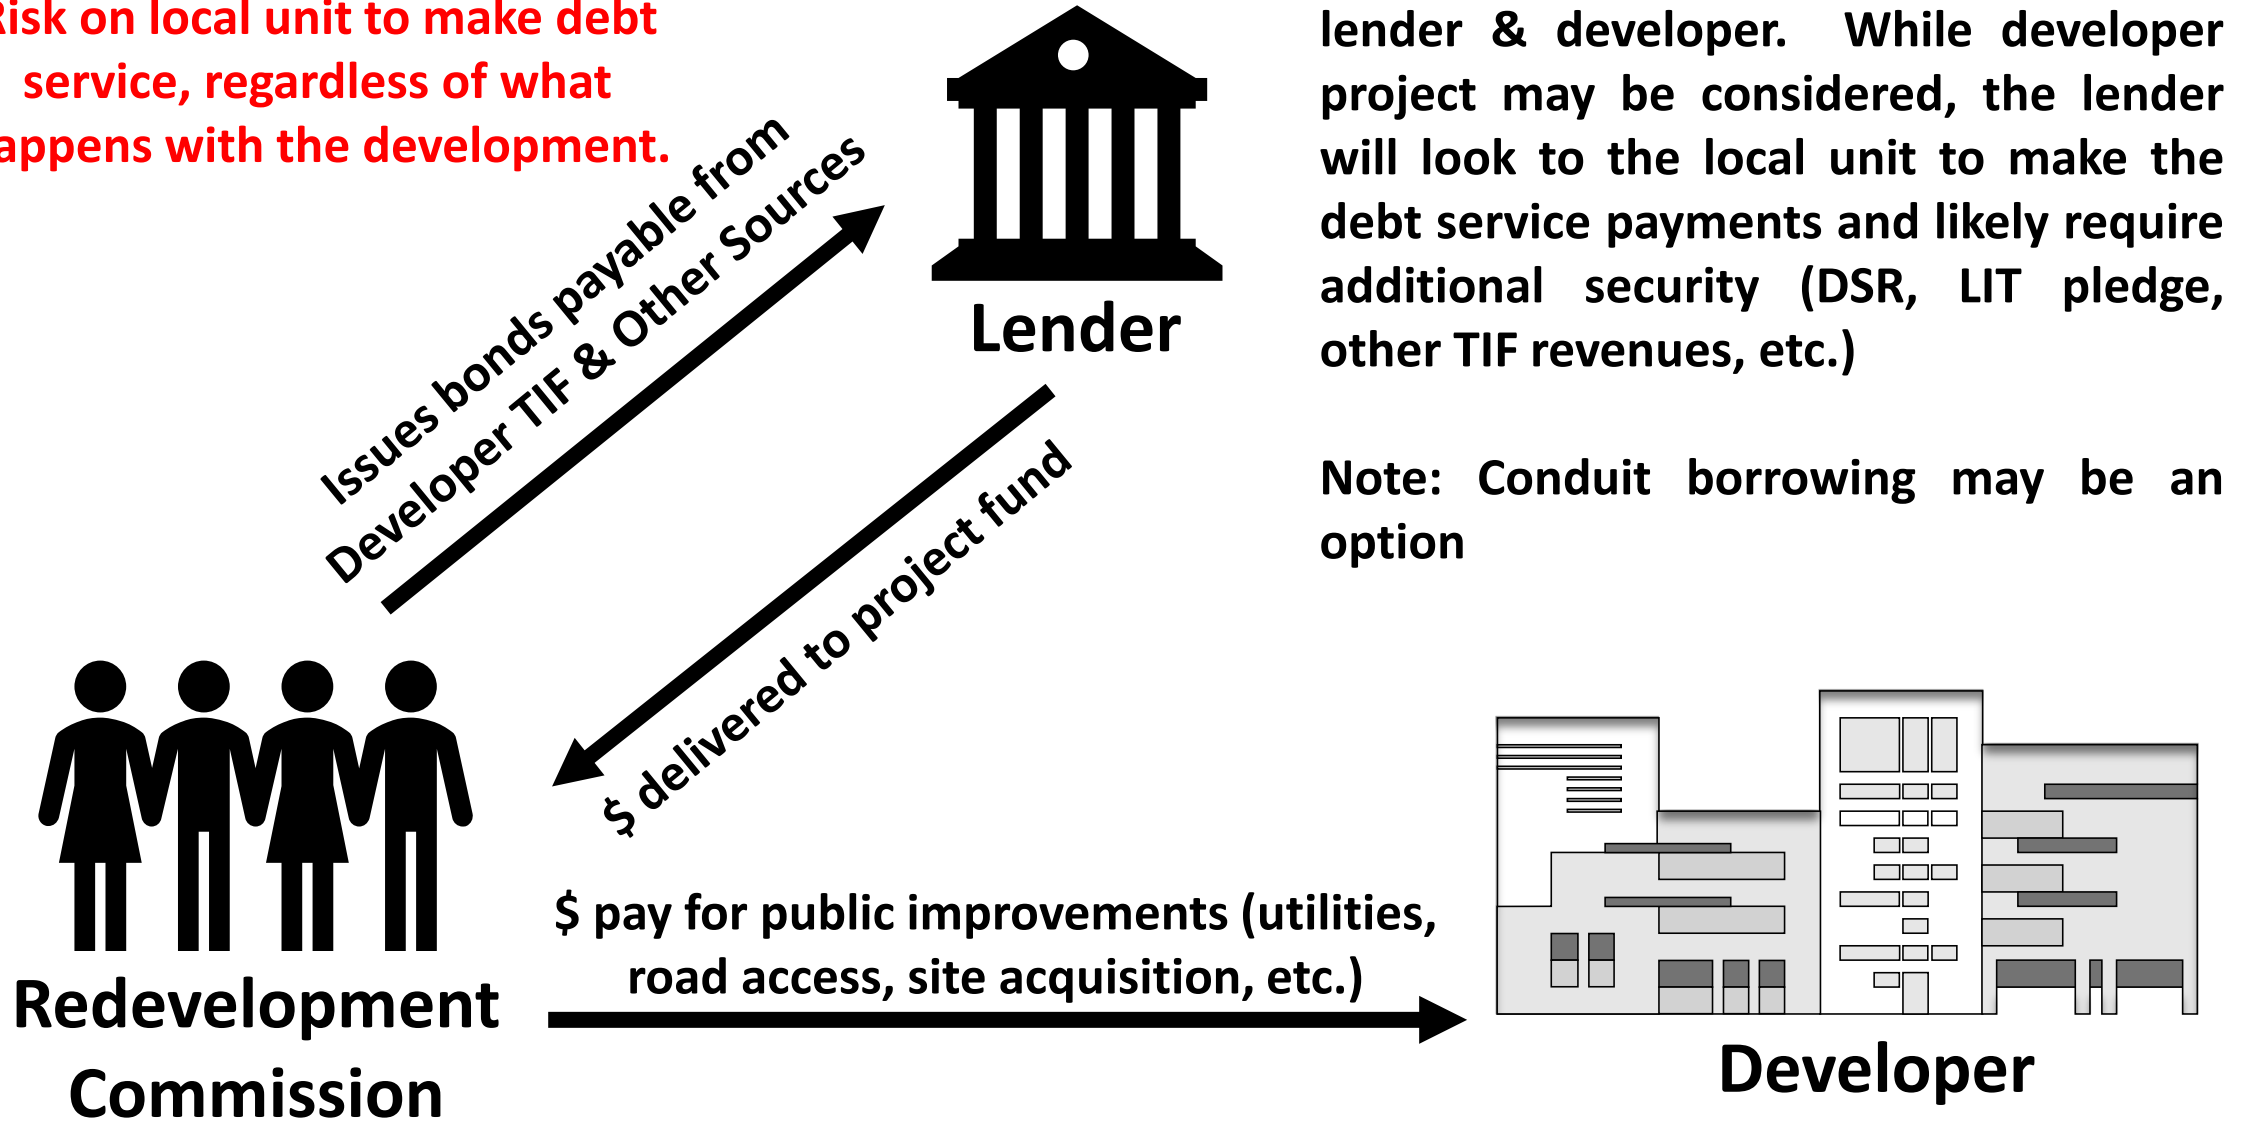 Risk on local unit to make debt
service, regardless of what
happens with the development.
lender & developer. While developer
project may be considered, the lender
will look to the local unit to make the
debt service payments and likely require
additional security (DSR, LIT pledge,
other TIF revenues, etc.)
Note: Conduit borrowing may be an
option
Issues bonds payable from
Developer TIF & Other Sources
Lender
$ delivered to project fund
$ pay for public improvements (utilities,
road access, site acquisition, etc.)
Redevelopment
Commission
Developer